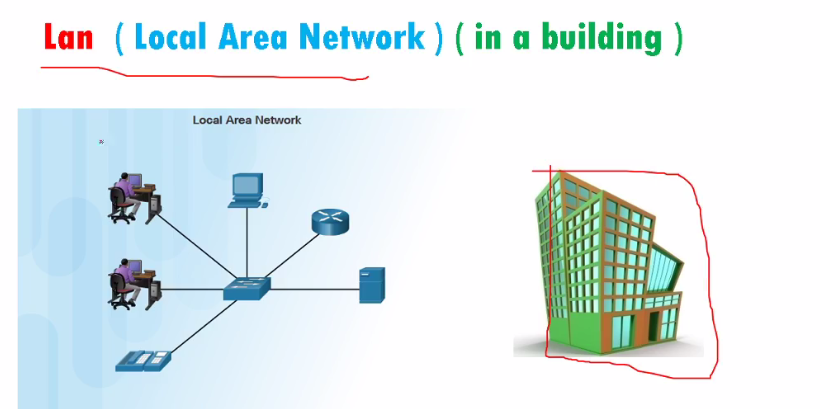 Lan ( Local Area Network ) ( in a building )
Local Area Network